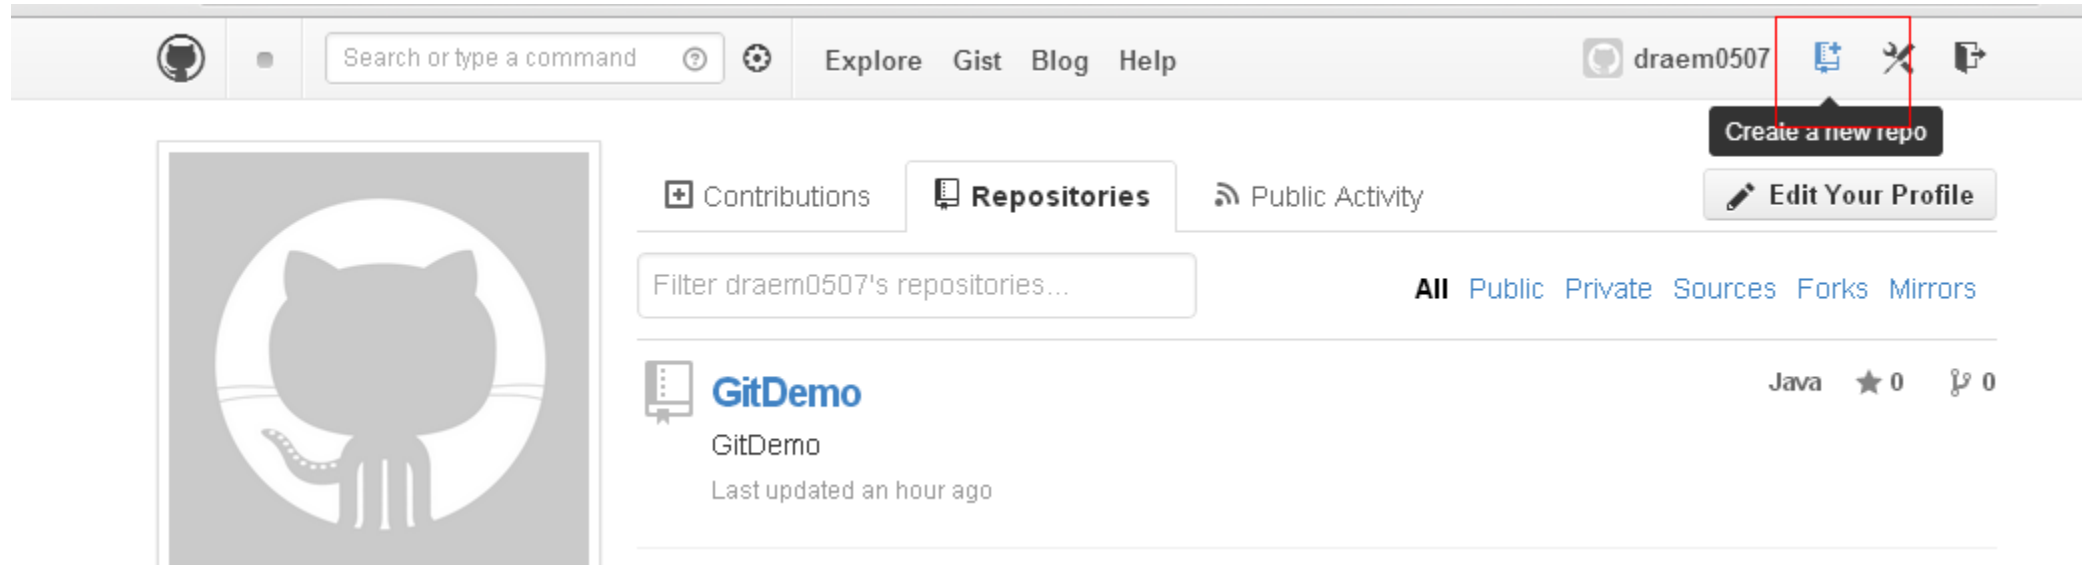 Search or type a command
Explore Gist Blog Help
draem0507
Create a new repo
Contributions Repositories Public Activity
Edit Your Profile
Filter draem0507's repositories...
All Public Private Sources Forks Mirrors
GitDemo
Java 0 0
GitDemo
Last updated an hour ago